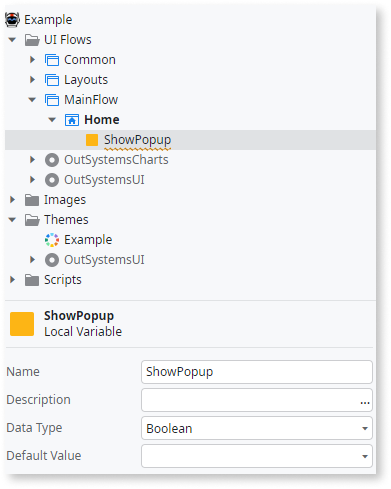 Example
UI Flows
Common
Layouts
MainFlow
Home
ShowPopup
OutSystemsCharts
OutSystemsUI
Images
Themes
Example
OutSystemsUI
Scripts
ShowPopup
Local Variable
Name ShowPopup
Description ...
Data Type Boolean
Default Value